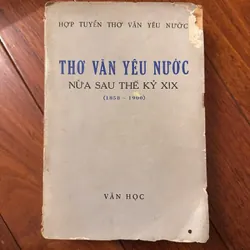 HỢP TUYỂN THƠ VĂN YÊU NƯỚC
THƠ VĂN YÊU NƯỚC
NỬA SAU THẾ KỶ XIX
(1858 - 1900)
VĂN HỌC